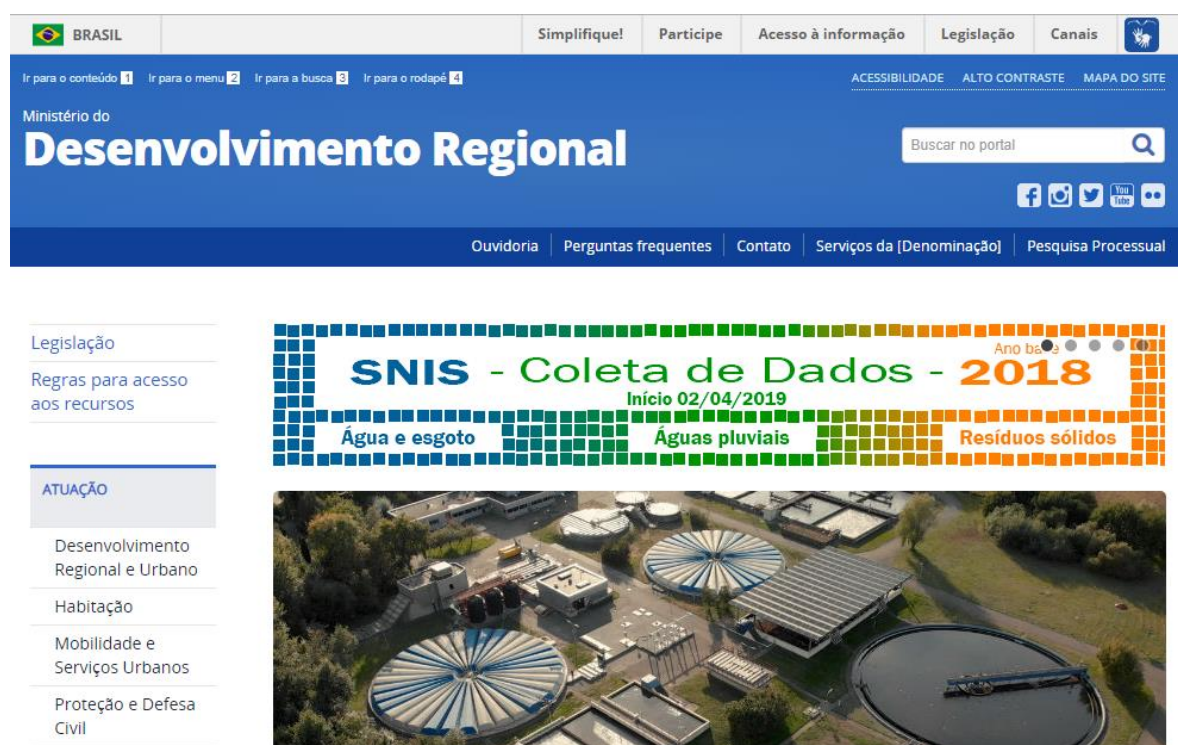 BRASIL
Simplifique! Participe Acesso à informação Legislação Canais
Ir para o conteúdo 1 Ir para o menu 2 Ir para a busca 3 Ir para o rodapé 4
ACESSIBILIDADE ALTO CONTRASTE MAPA DO SITE
Ministério do
Desenvolvimento Regional
Buscar no portal
f You Tube
Ouvidoria Perguntas frequentes Contato Serviços da [Denominação] Pesquisa Processual
Legislação
Regras para acesso
aos recursos
ATUAÇÃO
Desenvolvimento
Regional e Urbano
Habitação
Mobilidade e
Serviços Urbanos
Proteção e Defesa
Civil
Ano base
SNIS - Coleta de Dados - 2018
Início 02/04/2019
Água e esgoto Águas pluviais Resíduos sólidos